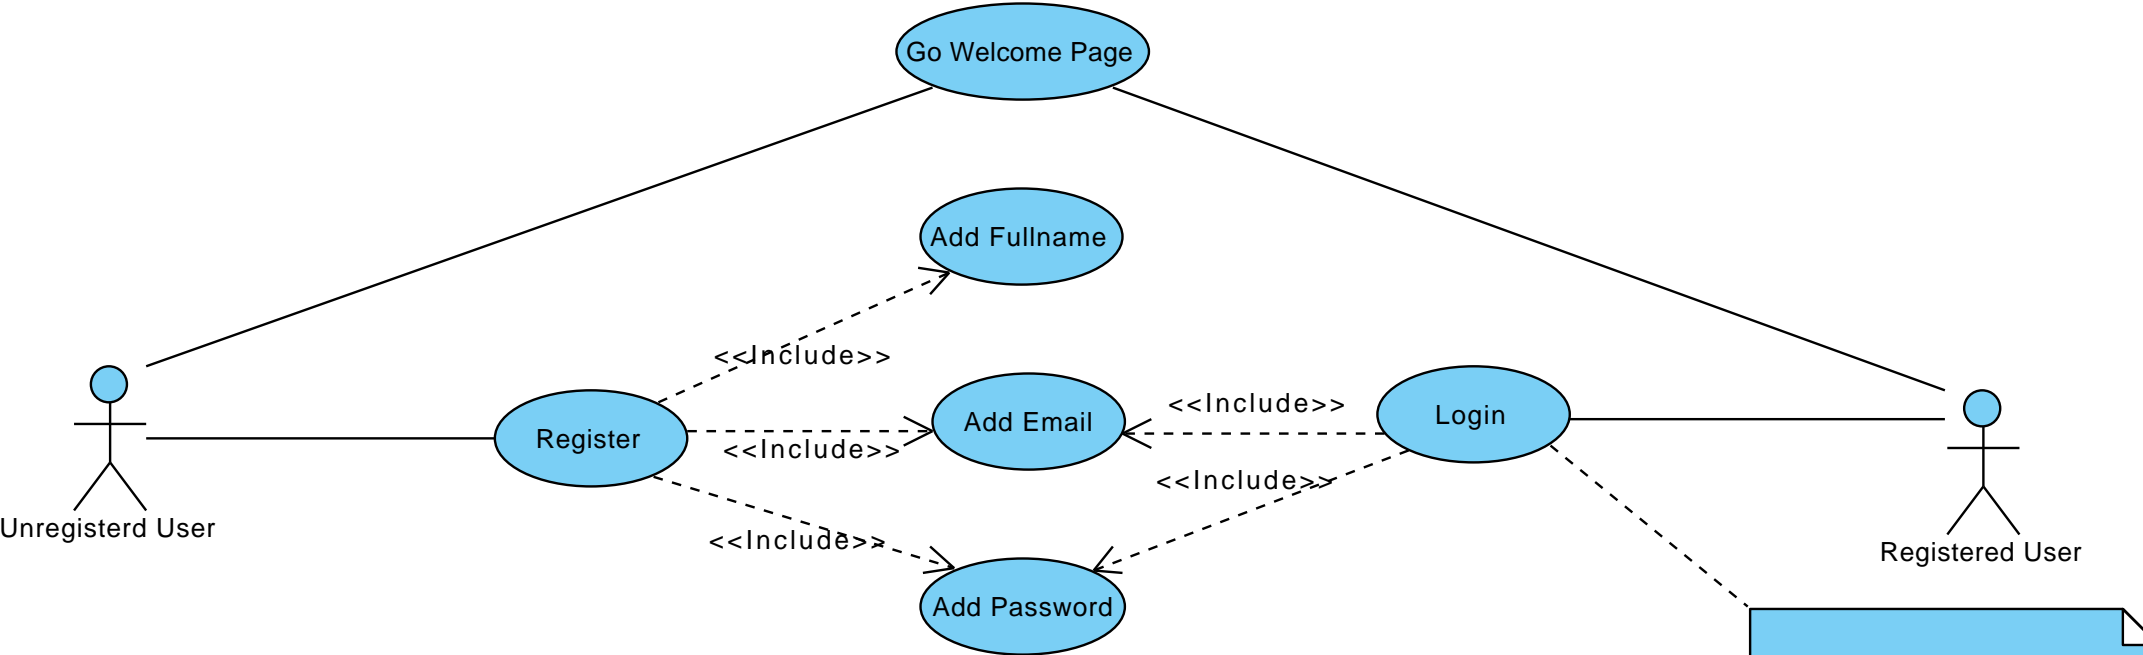 Go Welcome Page
Add Fullname
<<Include>>
Add Email
<<Include>>
Login
Register
<<Include>>
<<Include>>
<<Include>>
Unregisterd User
Registered User
Add Password